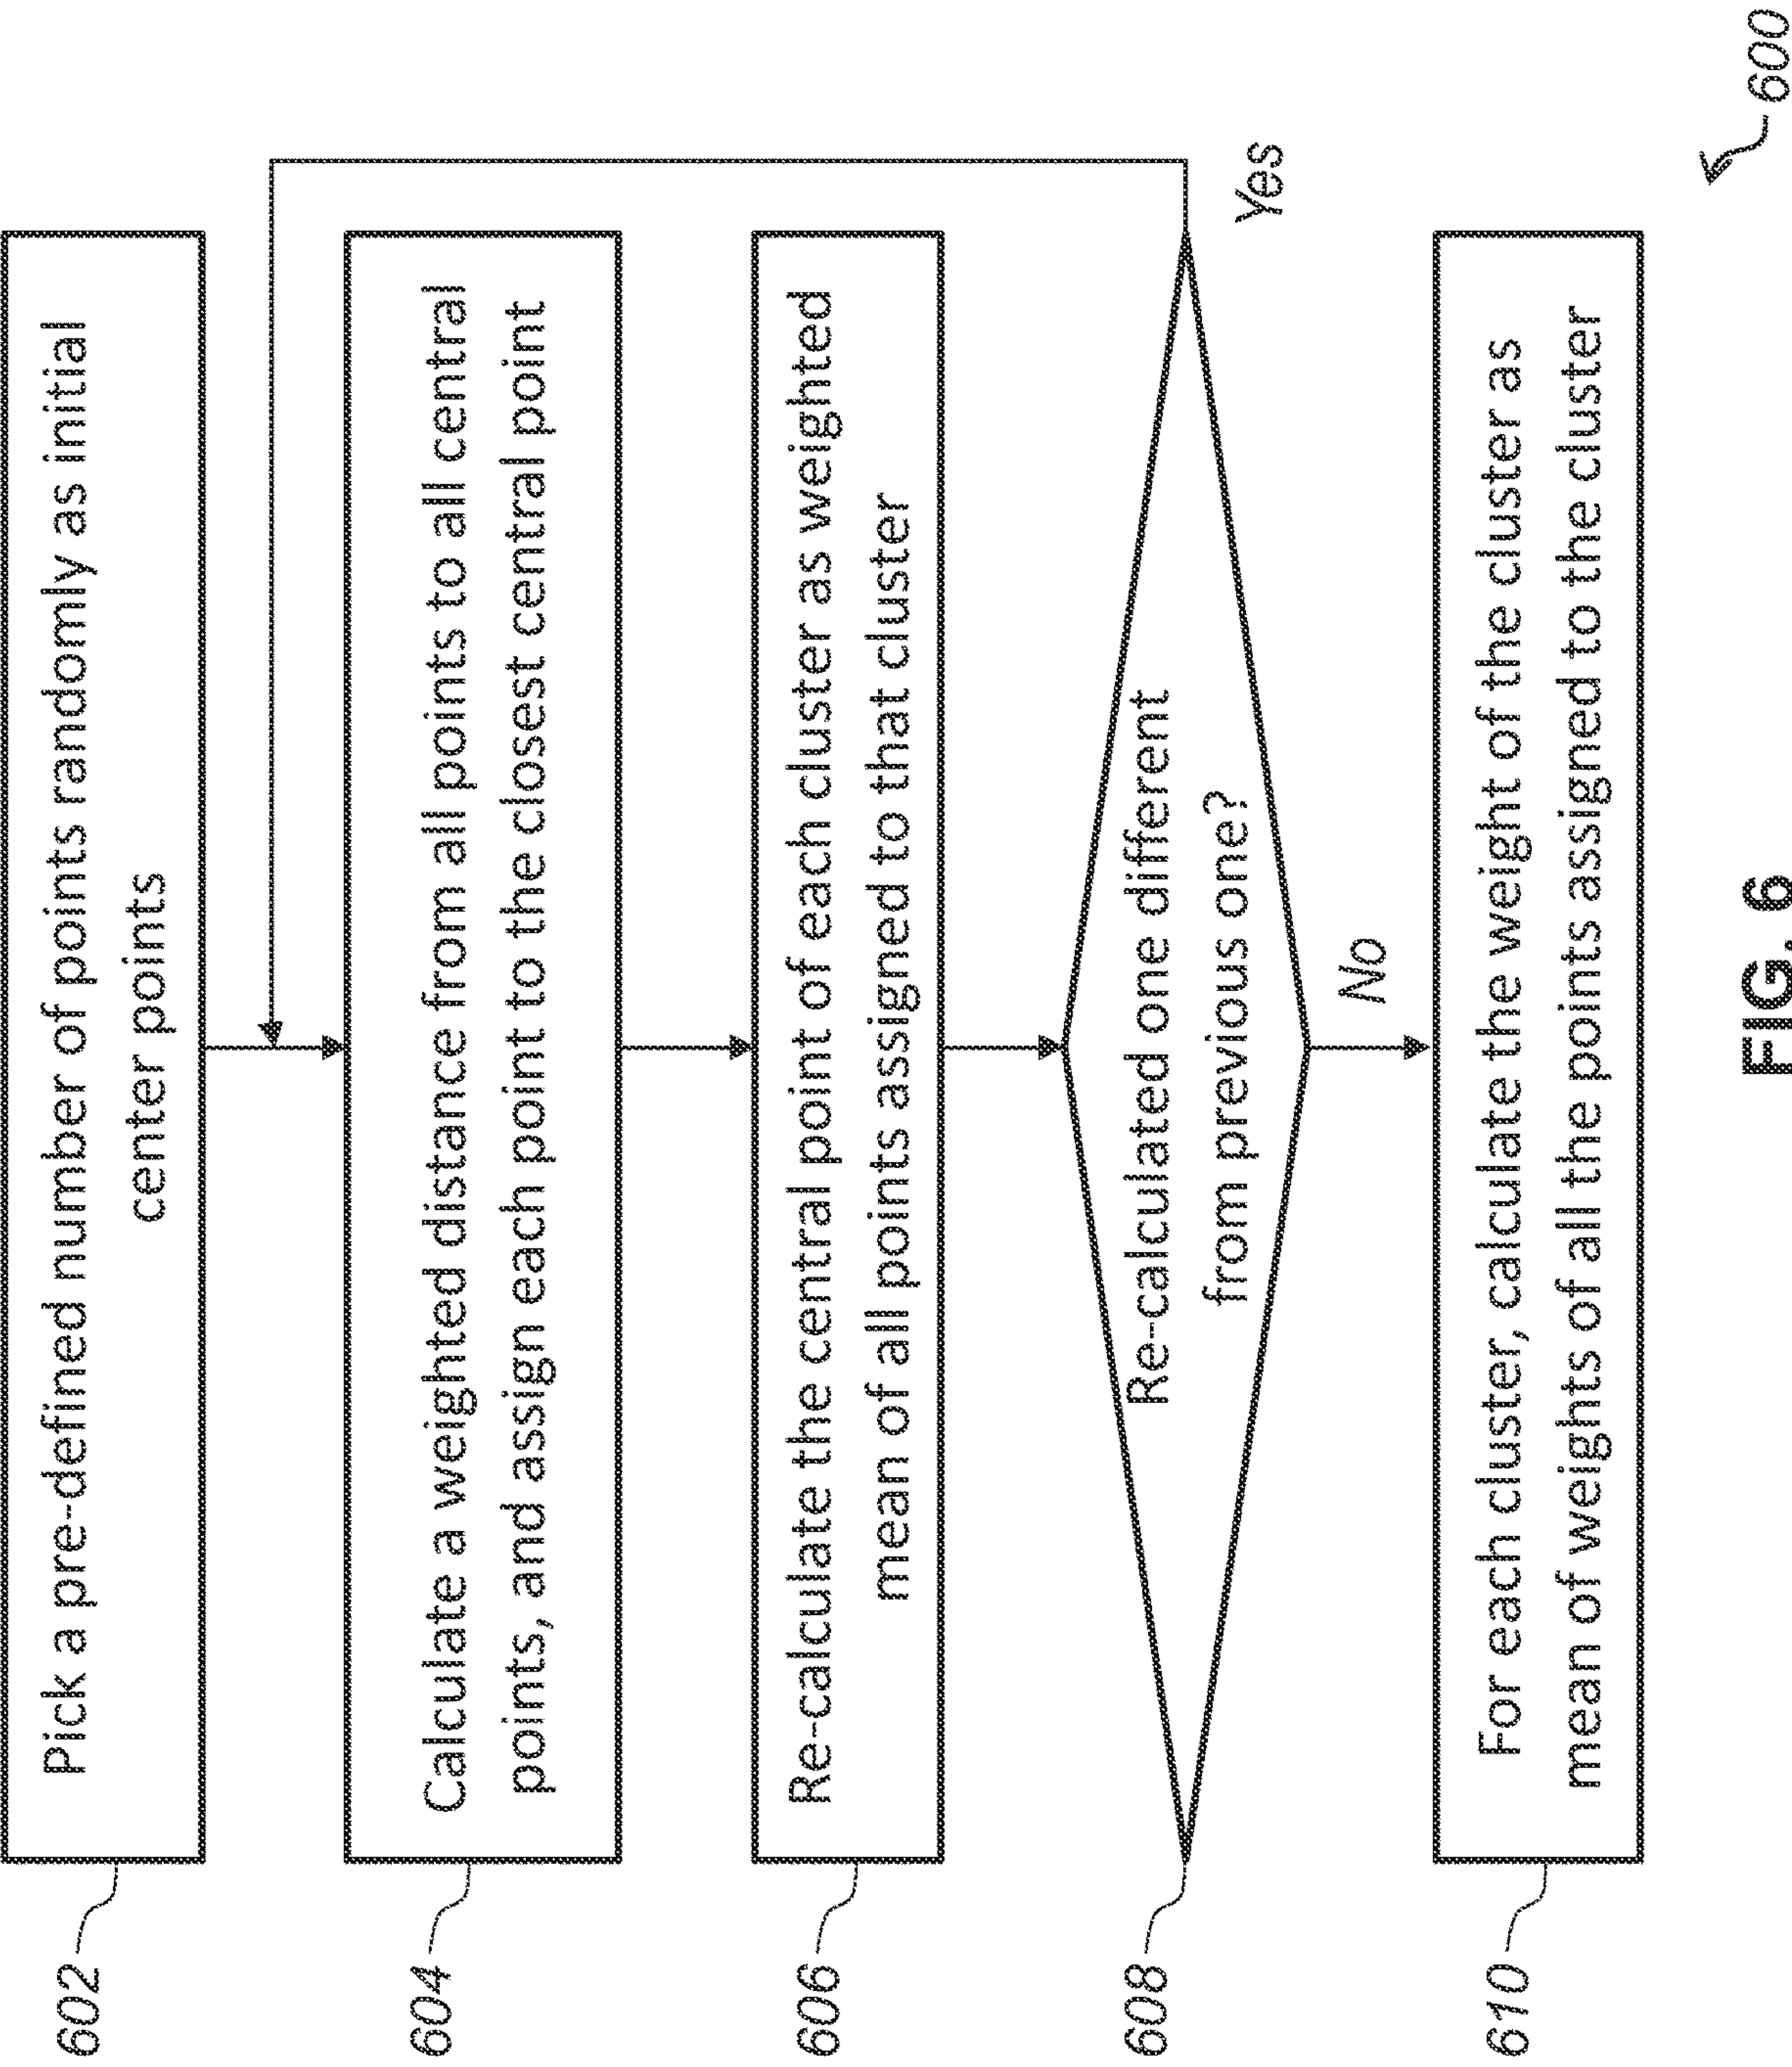 602
Pick a pre-defined number of points randomly as initial
center points
604
Calculate a weighted distance from all points to all central
points, and assign each point to the closest central point
606
Re-calculate the central point of each cluster as weighted
mean of all points assigned to that cluster
608
Re-calculated one different
from previous one?
Yes
No
610
For each cluster, calculate the weight of the cluster as
mean of weights of all the points assigned to the cluster
FIG. 6
600